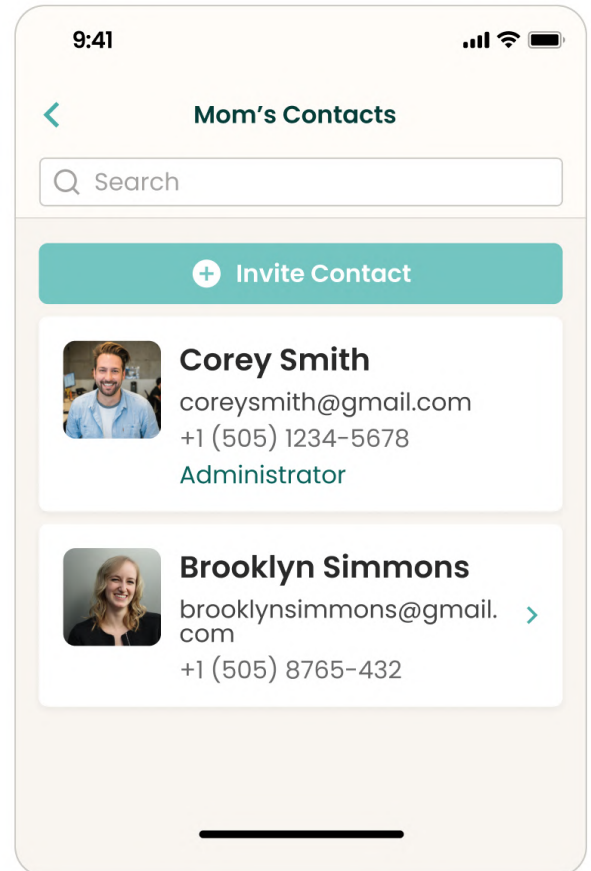 9:41
Mom's Contacts
Search
Invite Contact
Corey Smith
coreysmith@gmail.com
+1 (505) 1234-5678
Administrator
Brooklyn Simmons
brooklynsimmons@gmail.
com
+1 (505) 8765-432